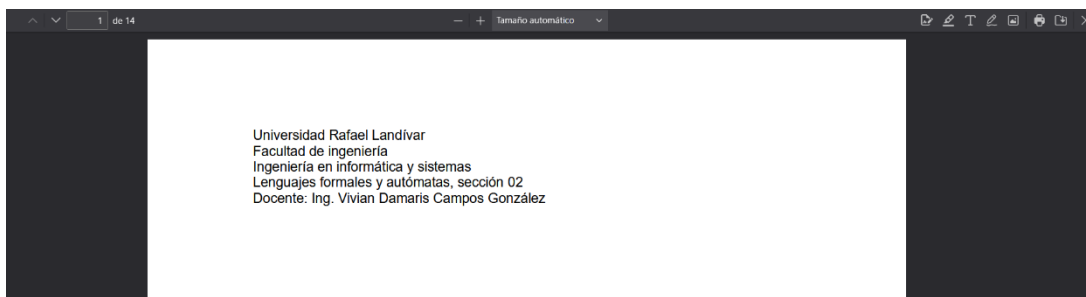 1 de 14 — + Tamaño automático
Universidad Rafael Landívar
Facultad de ingeniería
Ingeniería en informática y sistemas
Lenguajes formales y autómatas, sección 02
Docente: Ing. Vivian Damaris Campos González